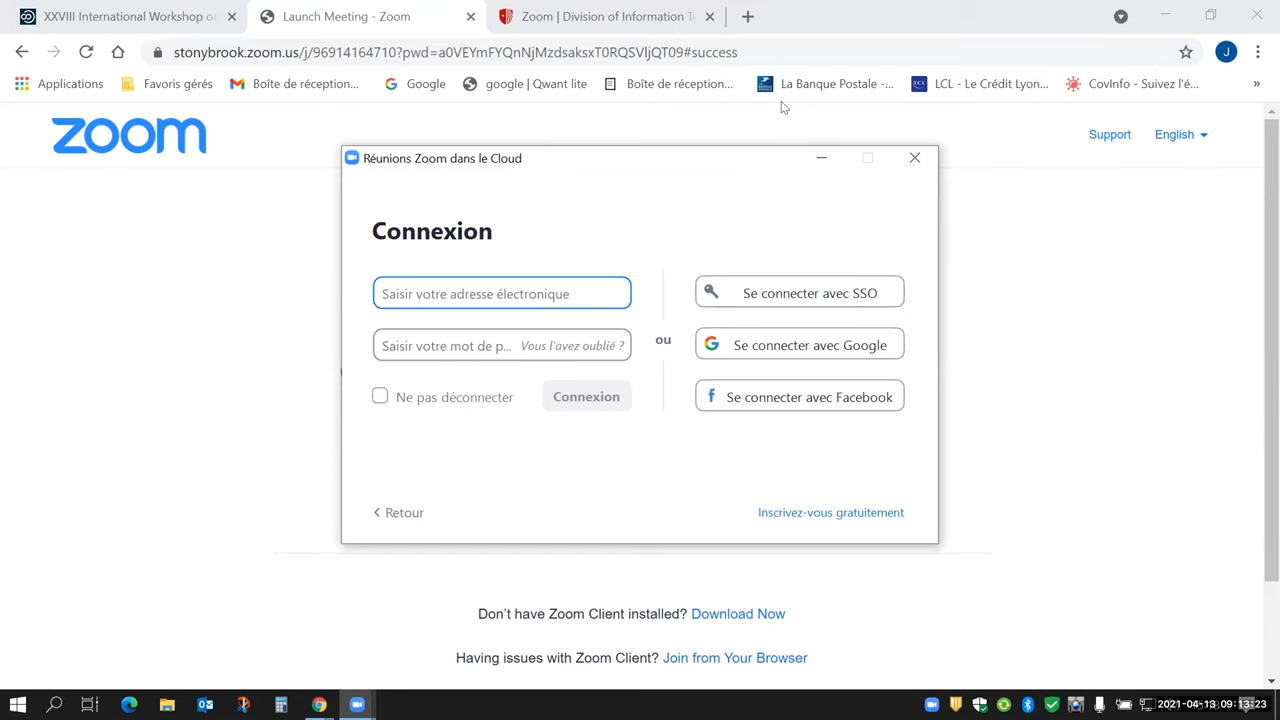 XXVIII International Workshop o
Launch Meeting - Zoom
Zoom | Division of Information Te
stonybrook.zoom.us/j/96914164710?pwd=a0VEYmFYQnNjMzdsaksxT0RQSVljQT09#success
J
Applications
Favoris gérés
Boîte de réception...
Google
google | Qwant lite
Boîte de réception...
La Banque Postale -...
LCL - Le Crédit Lyon...
CovInfo - Suivez l'é...
»
zoom
Support
English
Réunions Zoom dans le Cloud
Connexion
Saisir votre adresse électronique
Se connecter avec SSO
Saisir votre mot de p...
Vous l'avez oublié ?
ou
Se connecter avec Google
Ne pas déconnecter
Connexion
Se connecter avec Facebook
Retour
Inscrivez-vous gratuitement
Don't have Zoom Client installed? Download Now
Having issues with Zoom Client? Join from Your Browser
2021-04-13 09:13:23